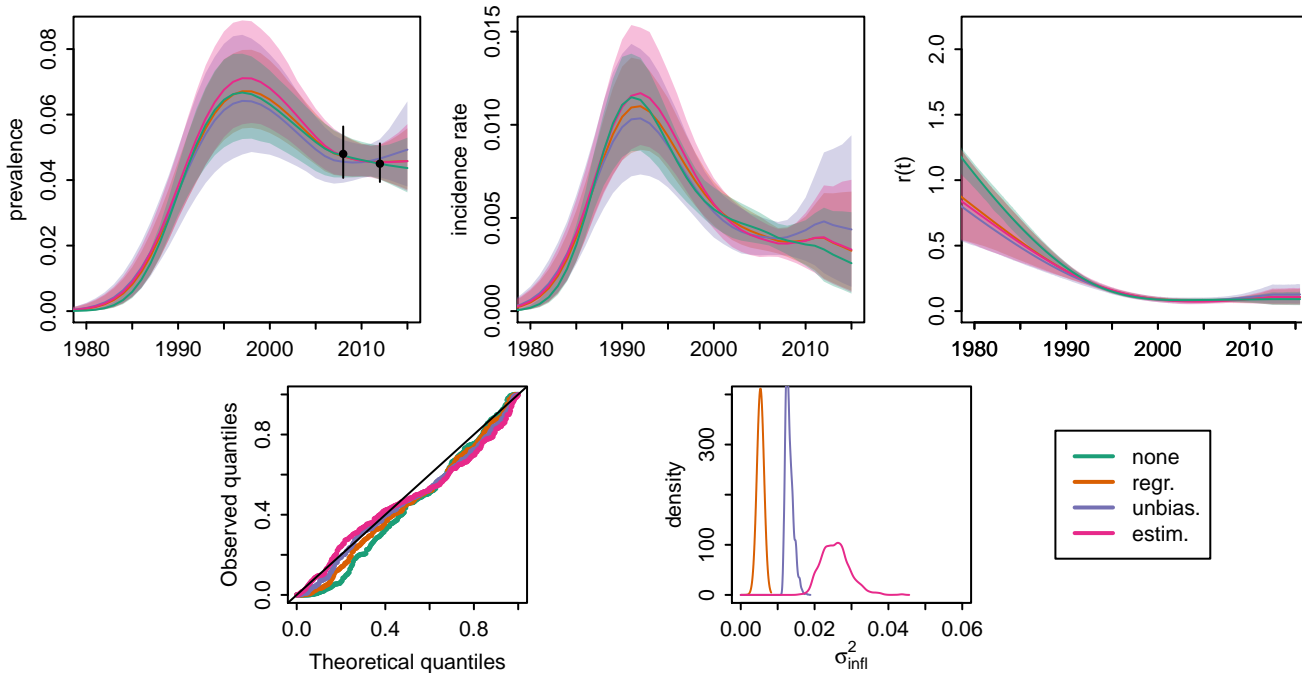 prevalence
0.00 0.02 0.04 0.06 0.08
1980 1990 2000 2010
incidence rate
0.000 0.005 0.010 0.015
1980 1990 2000 2010
r(t)
0.0 0.5 1.0 1.5 2.0
1980 1990 2000 2010
Observed quantiles
0.0 0.4 0.8
0.0 0.4 0.8
Theoretical quantiles
density
0 100 300
0.00 0.02 0.04 0.06
σ²infl
none
regr.
unbias.
estim.